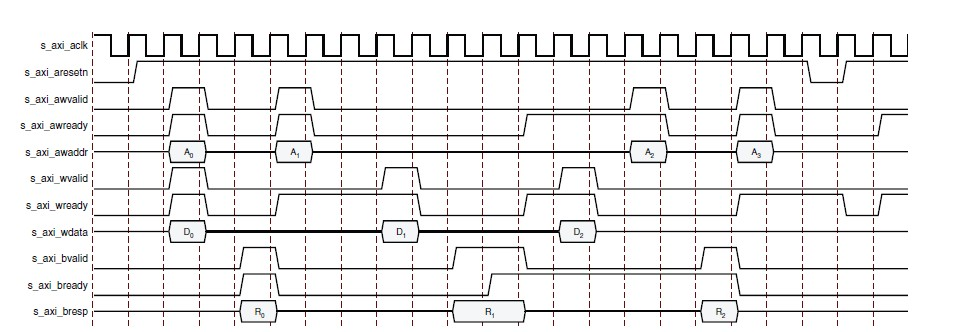 s_axi_aclk
s_axi_aresetn
s_axi_awvalid
s_axi_awready
s_axi_awaddr A0 A1 A2 A3
s_axi_wvalid
s_axi_wready
s_axi_wdata D0 D1 D2
s_axi_bvalid
s_axi_bready
s_axi_bresp R0 R1 R2